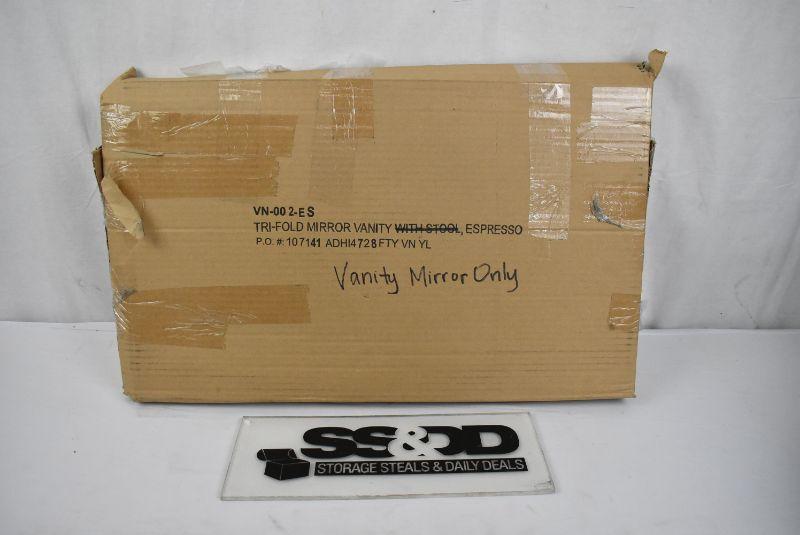 VN-002-ES
TRI-FOLD MIRROR VANITY WITH STOOL, ESPRESSO
P.O. #: 107141 ADHI4728FTY VN YL
Vanity Mirror Only
SS&DD
STORAGE STEALS & DAILY DEALS